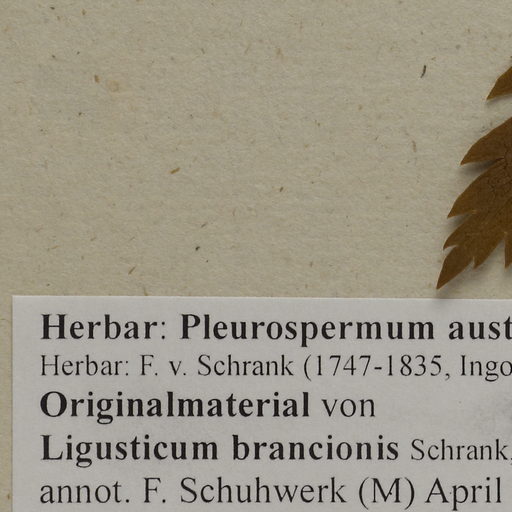 Herbar: Pleurospermum aust
Herbar: F. v. Schrank (1747-1835, Ingo
Originalmaterial von
Ligusticum brancionis Schrank,
annot. F. Schuhwerk (M) April